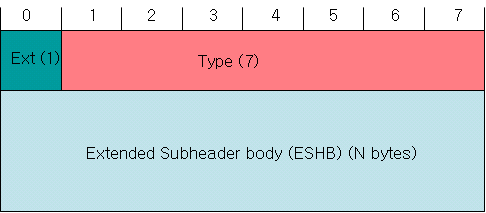 0 1 2 3 4 5 6 7
Ext (1) Type (7)
Extended Subheader body (ESHB) (N bytes)